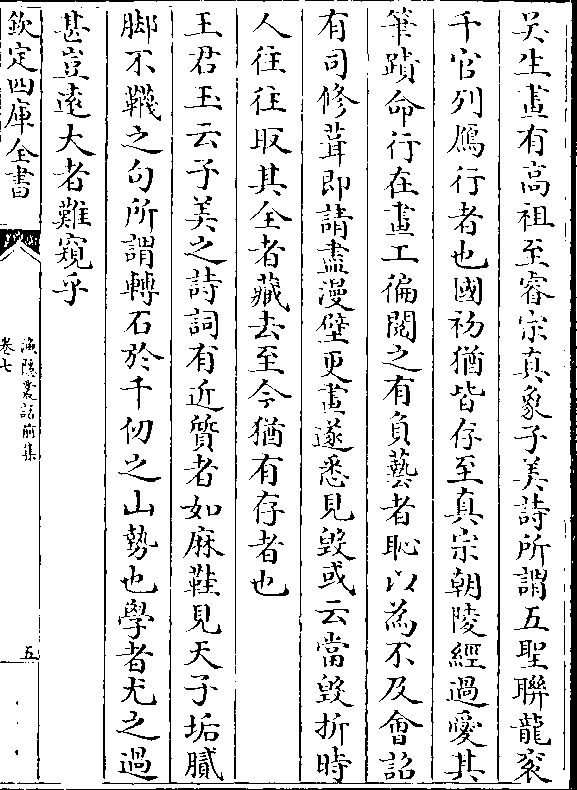 吴生畫有髙祖至睿宗真象子美詩所謂五聖聯龍衮
千官列鴈行者也國初猶皆存至真宗朝陵經過愛其
筆蹟命行在畫工徧閱之有負藝者恥以為不及會詔
有司修葺即請盡漫壁更畫遂悉見毁或云當毁折時
人往往取其全者藏去至今猶有存者也
王君玉云子美之詩詞有近質者如麻鞋見天子垢膩
脚不韈之句所謂轉石於千仞之山勢也學者尤之過
甚豈逺大者難窺乎
欽定四庫全書
漁隱叢話前集
卷七
五